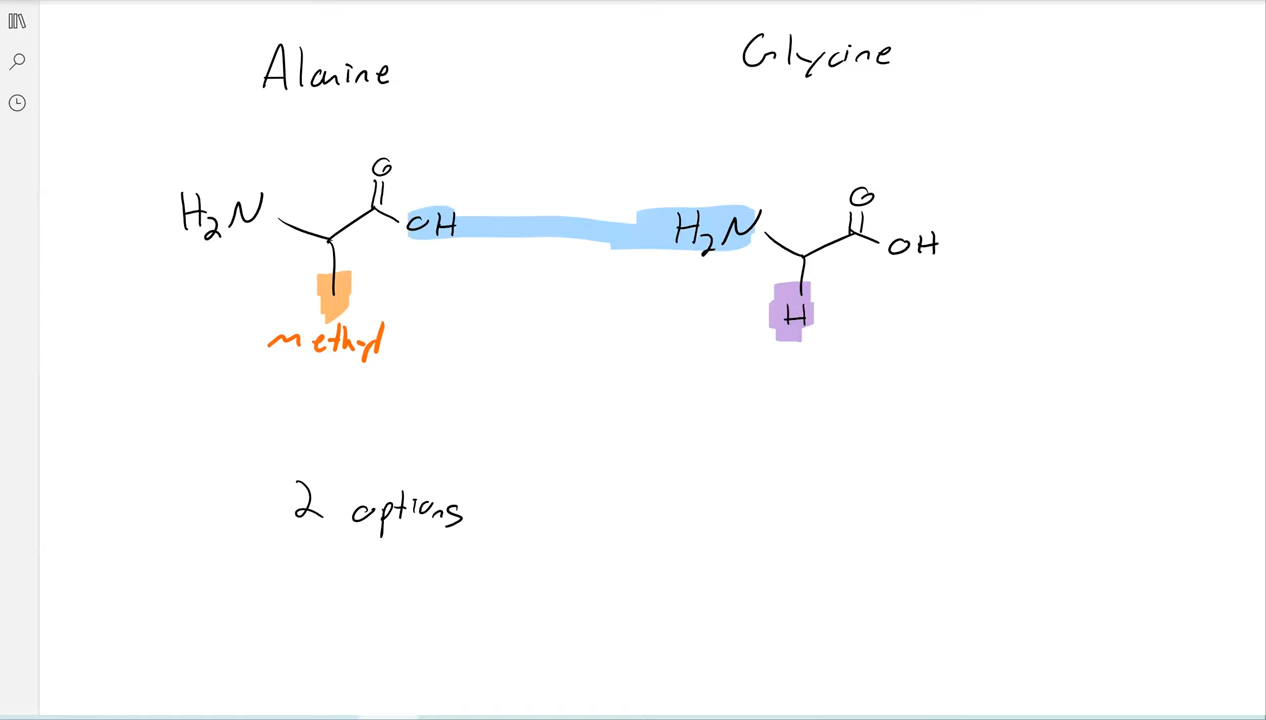 Alanine
Glycine
O
H₂N
OH
methyl
O
H₂N
OH
H
2 options